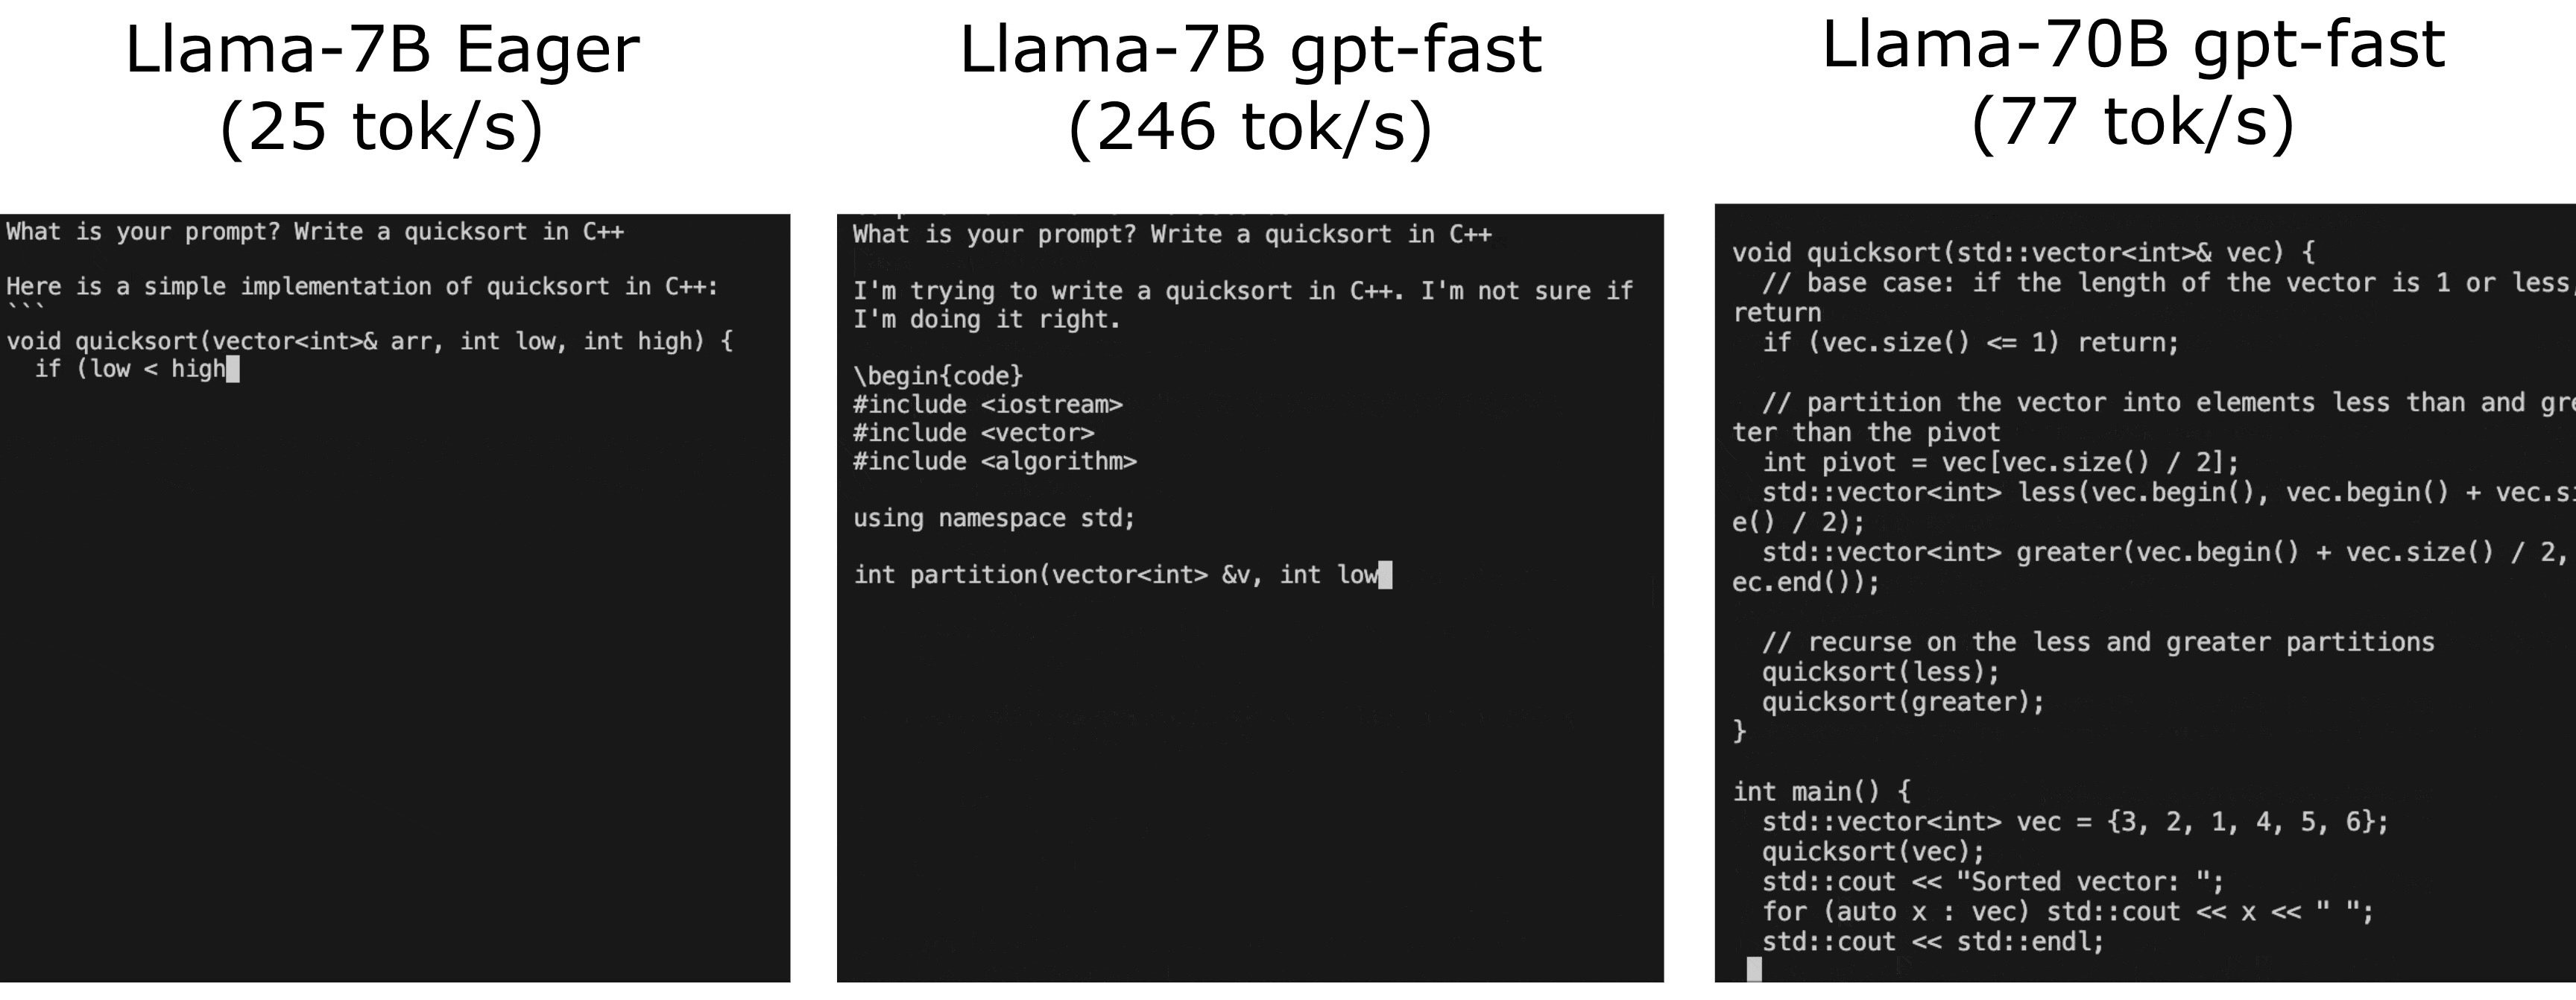 Llama-7B Eager
(25 tok/s)
What is your prompt? Write a quicksort in C++
Here is a simple implementation of quicksort in C++:
```
void quicksort(vector<int>& arr, int low, int high) {
  if (low < high
Llama-7B gpt-fast
(246 tok/s)
What is your prompt? Write a quicksort in C++
I'm trying to write a quicksort in C++. I'm not sure if
I'm doing it right.
\begin{code}
#include <iostream>
#include <vector>
#include <algorithm>
using namespace std;
int partition(vector<int> &v, int low
Llama-70B gpt-fast
(77 tok/s)
void quicksort(std::vector<int>& vec) {
  // base case: if the length of the vector is 1 or less,
return
  if (vec.size() <= 1) return;
  // partition the vector into elements less than and gre
ter than the pivot
  int pivot = vec[vec.size() / 2];
  std::vector<int> less(vec.begin(), vec.begin() + vec.si
e() / 2);
  std::vector<int> greater(vec.begin() + vec.size() / 2,
ec.end());
  // recurse on the less and greater partitions
  quicksort(less);
  quicksort(greater);
}
int main() {
  std::vector<int> vec = {3, 2, 1, 4, 5, 6};
  quicksort(vec);
  std::cout << "Sorted vector: ";
  for (auto x : vec) std::cout << x << " ";
  std::cout << std::endl;